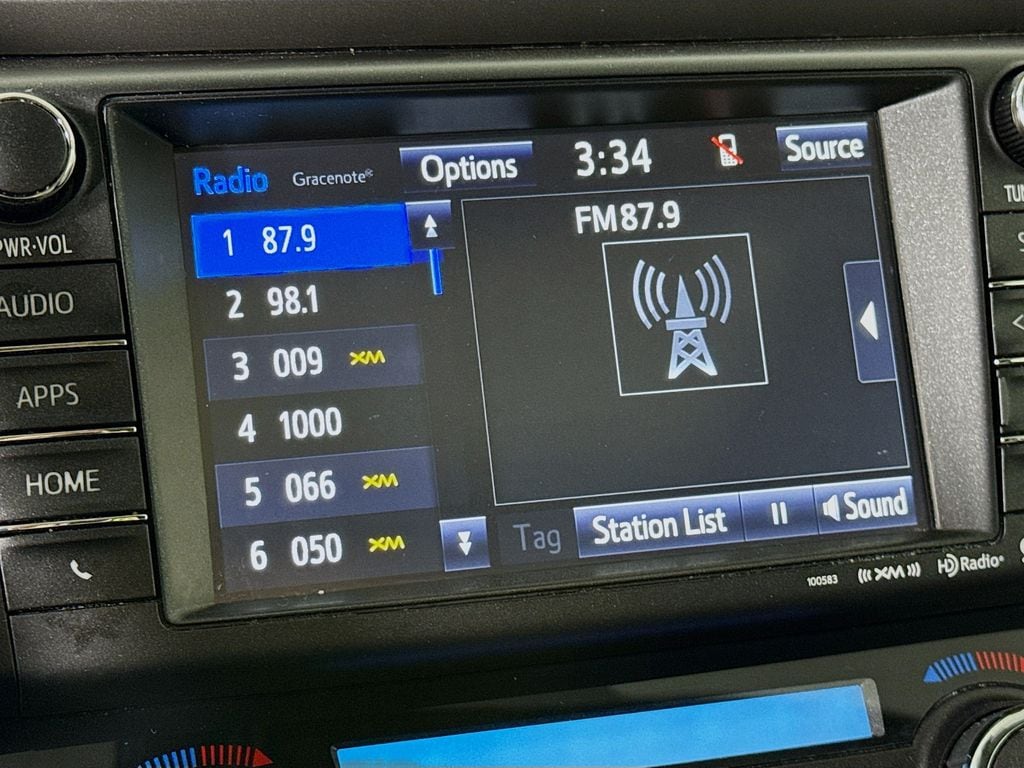 Radio Gracenote® Options 3:34 Source
1 87.9
2 98.1
3 009 XM
4 1000
5 066 XM
6 050 XM
FM87.9
Tag Station List Sound
PWR·VOL
AUDIO
APPS
HOME
100583 XM HD Radio®